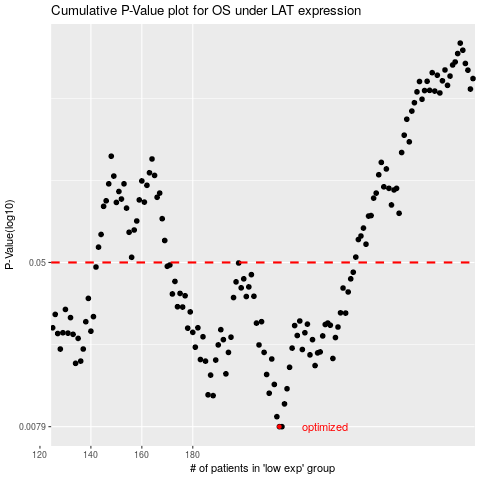 Cumulative P-Value plot for OS under LAT expression
P-Value(log10)
0.05
0.0079
optimized
120 140 160 180
# of patients in 'low exp' group